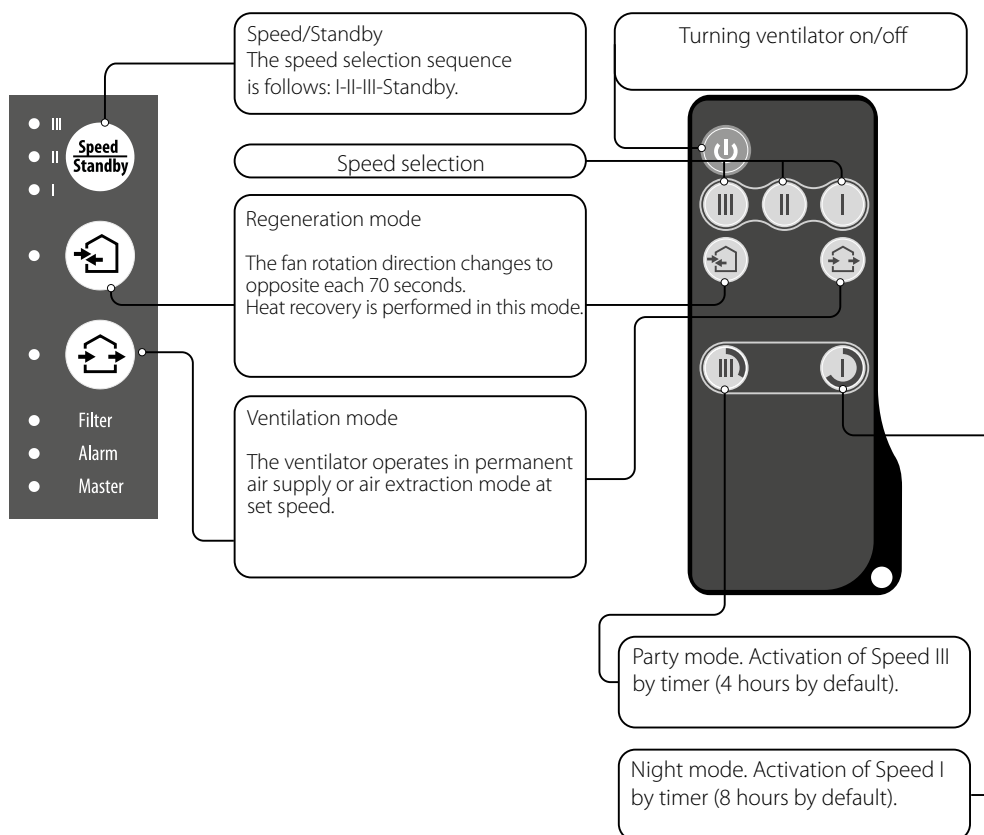 Speed/Standby
The speed selection sequence
is follows: I-II-III-Standby.
Turning ventilator on/off
III
II
I
Speed
Standby
Speed selection
III II I
Regeneration mode
The fan rotation direction changes to
opposite each 70 seconds.
Heat recovery is performed in this mode.
III I
Ventilation mode
The ventilator operates in permanent
air supply or air extraction mode at
set speed.
Filter
Alarm
Master
Party mode. Activation of Speed III
by timer (4 hours by default).
Night mode. Activation of Speed I
by timer (8 hours by default).